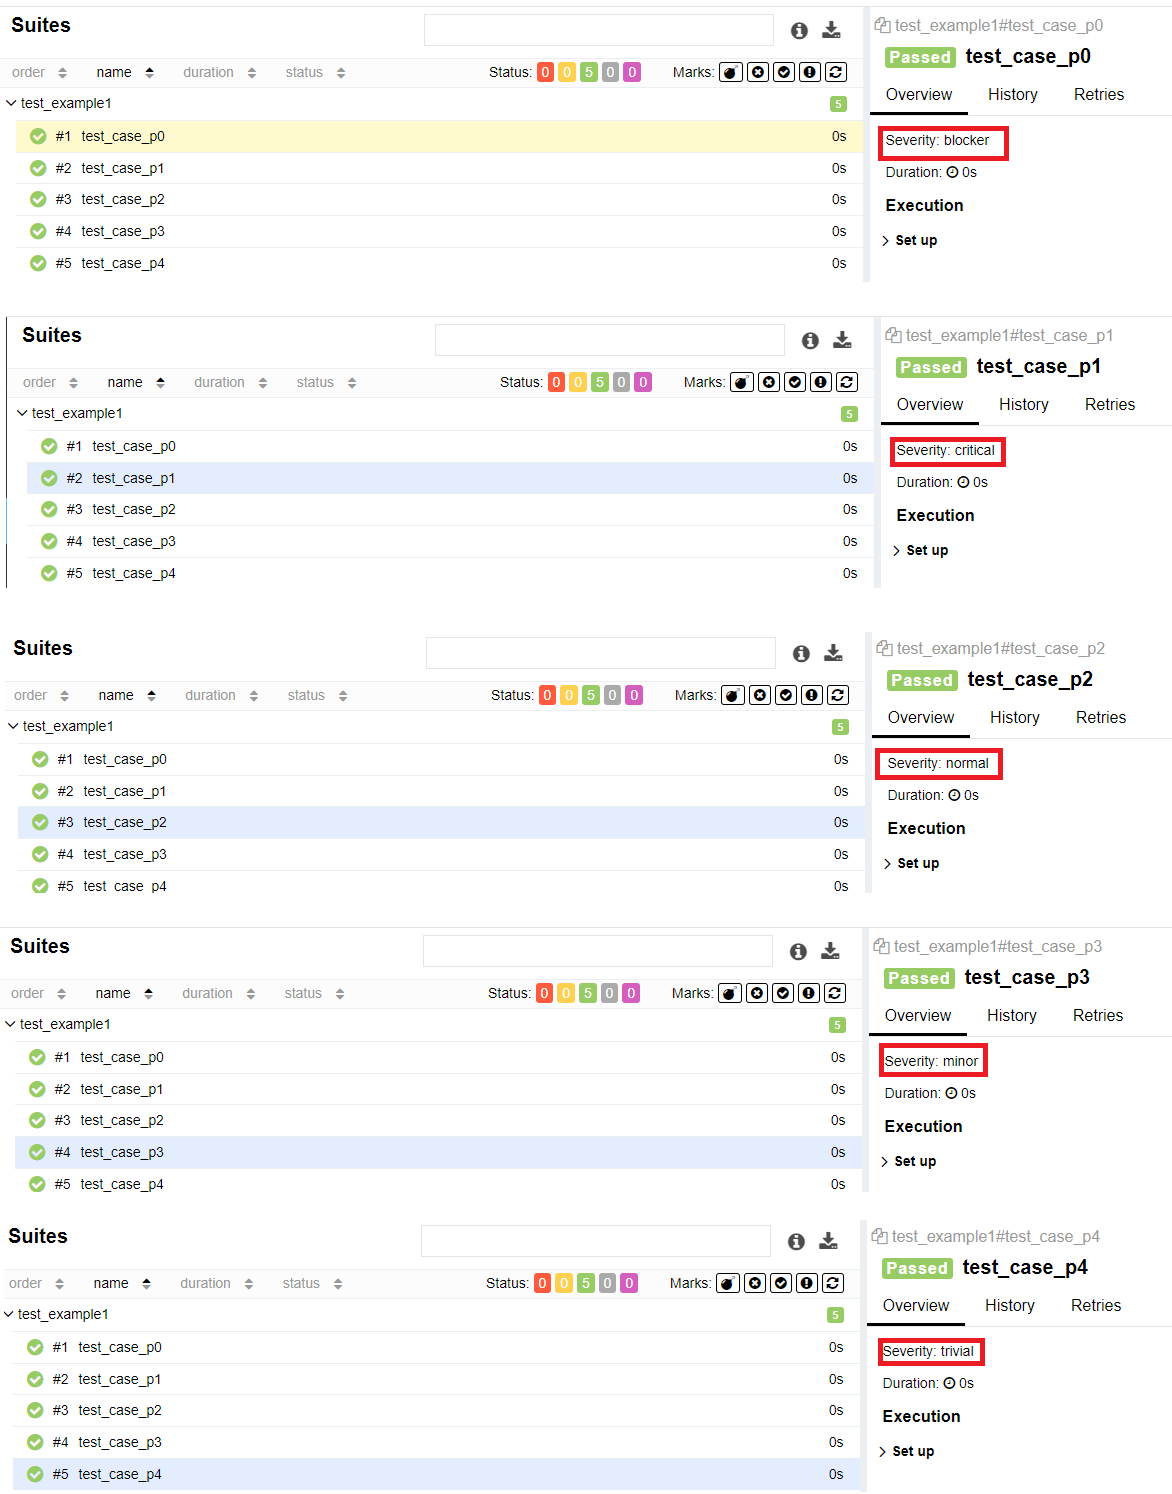 Suites
order name duration status Status: 0 0 5 0 0 Marks:
test_example1 5
#1 test_case_p0 0s
#2 test_case_p1 0s
#3 test_case_p2 0s
#4 test_case_p3 0s
#5 test_case_p4 0s
test_example1#test_case_p0
Passed test_case_p0
Overview History Retries
Severity: blocker
Duration: 0s
Execution
Set up
Suites
order name duration status Status: 0 0 5 0 0 Marks:
test_example1 5
#1 test_case_p0 0s
#2 test_case_p1 0s
#3 test_case_p2 0s
#4 test_case_p3 0s
#5 test_case_p4 0s
test_example1#test_case_p1
Passed test_case_p1
Overview History Retries
Severity: critical
Duration: 0s
Execution
Set up
Suites
order name duration status Status: 0 0 5 0 0 Marks:
test_example1 5
#1 test_case_p0 0s
#2 test_case_p1 0s
#3 test_case_p2 0s
#4 test_case_p3 0s
#5 test_case_p4 0s
test_example1#test_case_p2
Passed test_case_p2
Overview History Retries
Severity: normal
Duration: 0s
Execution
Set up
Suites
order name duration status Status: 0 0 5 0 0 Marks:
test_example1 5
#1 test_case_p0 0s
#2 test_case_p1 0s
#3 test_case_p2 0s
#4 test_case_p3 0s
#5 test_case_p4 0s
test_example1#test_case_p3
Passed test_case_p3
Overview History Retries
Severity: minor
Duration: 0s
Execution
Set up
Suites
order name duration status Status: 0 0 5 0 0 Marks:
test_example1 5
#1 test_case_p0 0s
#2 test_case_p1 0s
#3 test_case_p2 0s
#4 test_case_p3 0s
#5 test_case_p4 0s
test_example1#test_case_p4
Passed test_case_p4
Overview History Retries
Severity: trivial
Duration: 0s
Execution
Set up